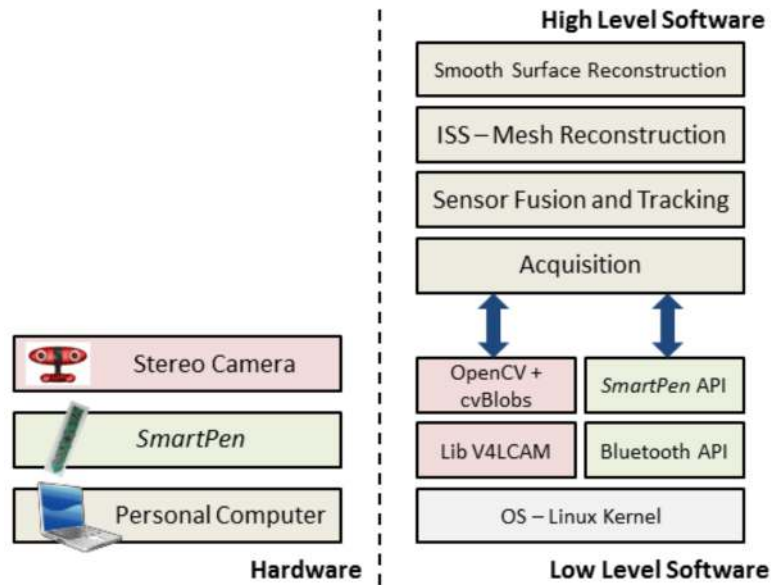 High Level Software
Smooth Surface Reconstruction
ISS – Mesh Reconstruction
Sensor Fusion and Tracking
Acquisition
Stereo Camera
OpenCV +
cvBlobs
SmartPen API
SmartPen
Lib V4LCAM
Bluetooth API
Personal Computer
OS – Linux Kernel
Hardware
Low Level Software